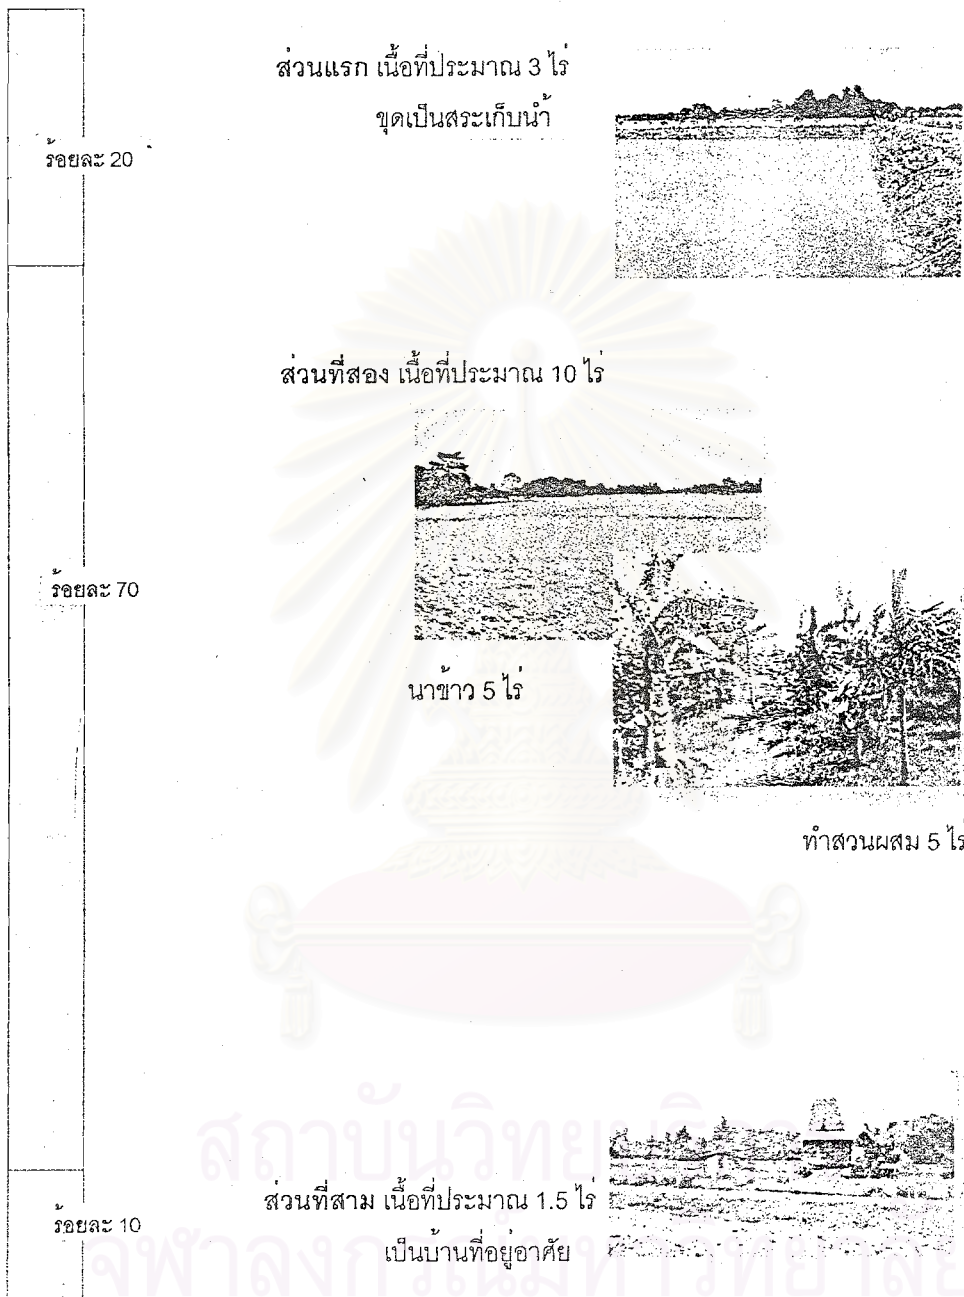 ส่วนแรก เนื้อที่ประมาณ 3 ไร่
ขุดเป็นสระเก็บน้ำ
ร้อยละ 20
ส่วนที่สอง เนื้อที่ประมาณ 10 ไร่
ร้อยละ 70
นาข้าว 5 ไร่
ทำสวนผสม 5 ไร่
ส่วนที่สาม เนื้อที่ประมาณ 1.5 ไร่
ร้อยละ 10
เป็นบ้านที่อยู่อาศัย